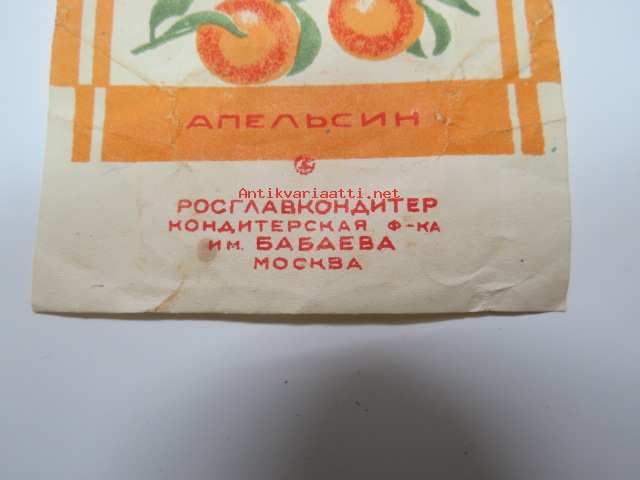 АПЕЛЬСИН
Antikvariaatti.net
РОСГЛАВКОНДИТЕР
КОНДИТЕРСКАЯ Ф-КА
ИМ. БАБАЕВА
МОСКВА